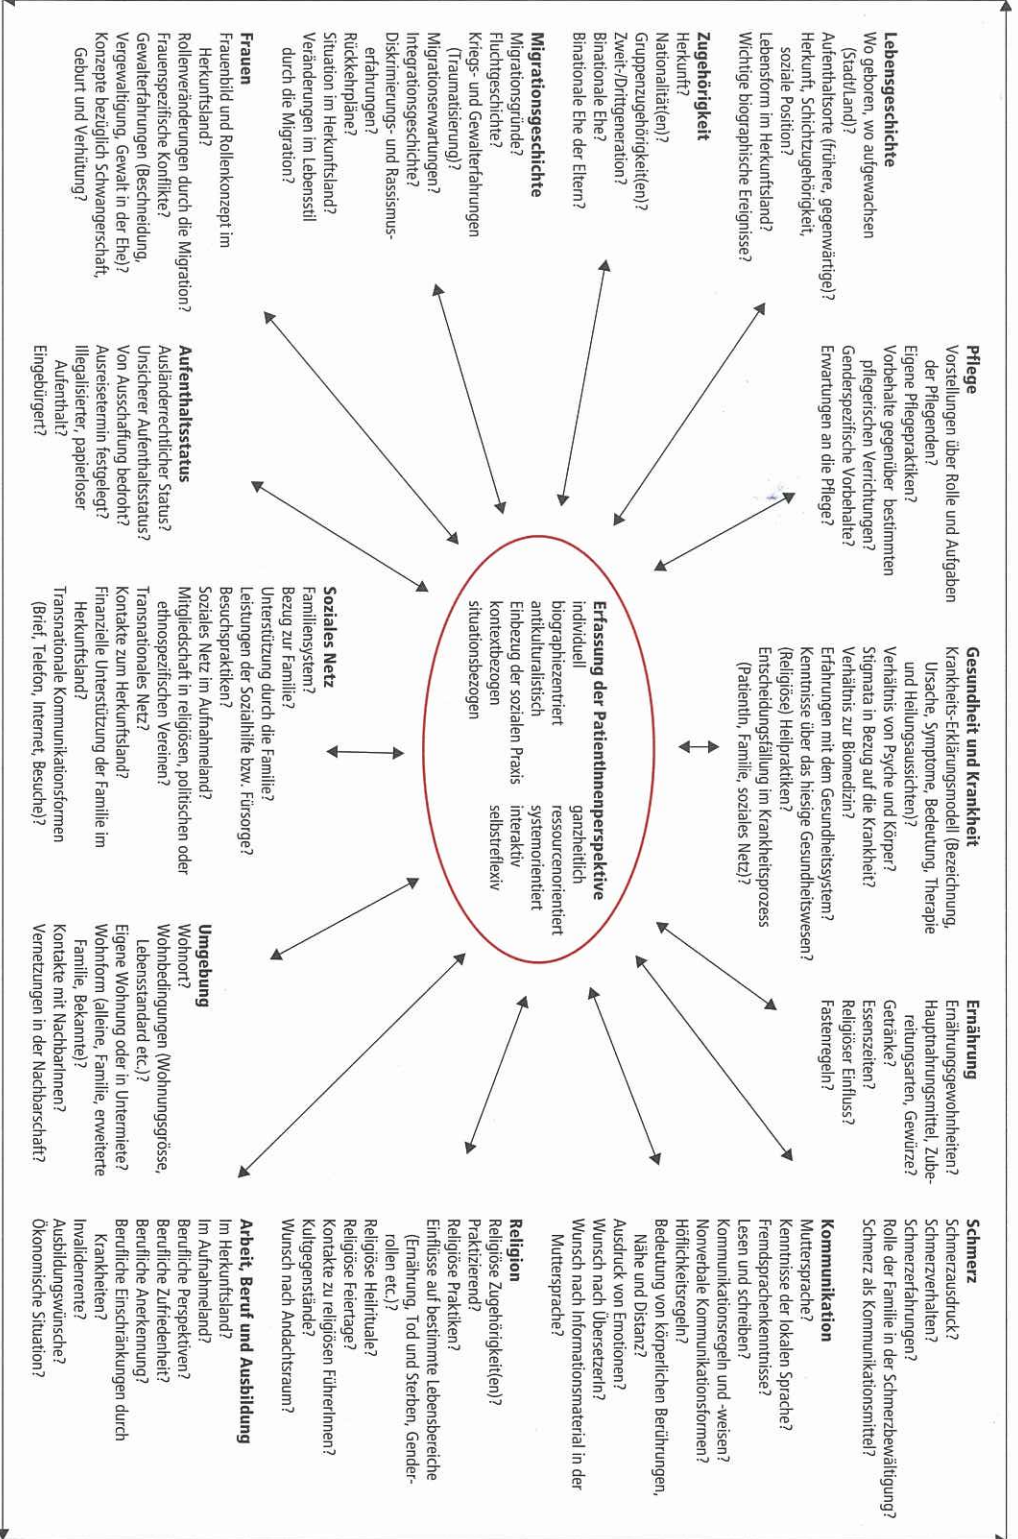 Lebensgeschichte
Wo geboren, wo aufgewachsen
(Stadt/Land)?
Aufenthaltsorte (frühere, gegenwärtige)?
Herkunft, Schichtzugehörigkeit,
soziale Position?
Lebensform im Herkunftsland?
Wichtige biographische Ereignisse?
Pflege
Vorstellungen über Rolle und Aufgaben
der Pflegenden?
Eigene Pflegepraktiken?
Vorbehalte gegenüber bestimmten
pflegerischen Verrichtungen?
Genderspezifische Vorbehalte?
Erwartungen an die Pflege?
Gesundheit und Krankheit
Krankheits-Erklärungsmodell (Bezeichnung,
Ursache, Symptome, Bedeutung, Therapie
und Heilungsaussichten)?
Verhältnis von Psyche und Körper?
Stigmata in Bezug auf die Krankheit?
Verhältnis zur Biomedizin?
Erfahrungen mit dem Gesundheitssystem?
Kenntnisse über das hiesige Gesundheitswesen?
(Religiöse) Heilpraktiken?
Entscheidungsfällung im Krankheitsprozess
(PatientIn, Familie, soziales Netz)?
Ernährung
Ernährungsgewohnheiten?
Hauptnahrungsmittel, Zube-
reitungsarten, Gewürze?
Getränke?
Essenszeiten?
Religiöser Einfluss?
Fastenregeln?
Schmerz
Schmerzausdruck?
Schmerzverhalten?
Schmerzerfahrungen?
Rolle der Familie in der Schmerzbewältigung?
Schmerz als Kommunikationsmittel?
Zugehörigkeit
Herkunft?
Nationalität(en)?
Gruppenzugehörigkeit(en)?
Zweit-/Drittgeneration?
Binationale Ehe?
Binationale Ehe der Eltern?
Kommunikation
Muttersprache?
Kenntnisse der lokalen Sprache?
Fremdsprachenkenntnisse?
Lesen und schreiben?
Kommunikationsregeln und -weisen?
Nonverbale Kommunikationsformen?
Höflichkeitsregeln?
Bedeutung von körperlichen Berührungen,
Nähe und Distanz?
Ausdruck von Emotionen?
Wunsch nach ÜbersetzerIn?
Wunsch nach Informationsmaterial in der
Muttersprache?
Erfassung der PatientInnenperspektive
individuell
biographiezentriert
antikulturalistisch
Einbezug der sozialen Praxis
kontextbezogen
situationsbezogen
ganzheitlich
ressourcenorientiert
systemorientiert
interaktiv
selbstreflexiv
Migrationsgeschichte
Migrationsgründe?
Fluchtgeschichte?
Kriegs- und Gewalterfahrungen
(Traumatisierung)?
Migrationserwartungen?
Integrationsgeschichte?
Diskriminierungs- und Rassismus-
erfahrungen?
Rückkehrpläne?
Situation im Herkunftsland?
Veränderungen im Lebensstil
durch die Migration?
Religion
Religiöse Zugehörigkeit(en)?
Praktizierend?
Religiöse Praktiken?
Einflüsse auf bestimmte Lebensbereiche
(Ernährung, Tod und Sterben, Gender-
rollen etc.)?
Religiöse Heilrituale?
Religiöse Feiertage?
Kontakte zu religiösen FührerInnen?
Kultgegenstände?
Wunsch nach Andachtsraum?
Frauen
Frauenbild und Rollenkonzept im
Herkunftsland?
Rollenveränderungen durch die Migration?
Frauenspezifische Konflikte?
Gewalterfahrungen (Beschneidung,
Vergewaltigung, Gewalt in der Ehe)?
Konzepte bezüglich Schwangerschaft,
Geburt und Verhütung?
Aufenthaltsstatus
Ausländerrechtlicher Status?
Unsicherer Aufenthaltsstatus?
Von Ausschaffung bedroht?
Ausreisetermin festgelegt?
Illegalisierter, papierloser
Aufenthalt?
Eingebürgert?
Soziales Netz
Familiensystem?
Bezug zur Familie?
Unterstützung durch die Familie?
Leistungen der Sozialhilfe bzw. Fürsorge?
Besuchspraktiken?
Soziales Netz im Aufnahmeland?
Mitgliedschaft in religiösen, politischen oder
ethnospezifischen Vereinen?
Transnationales Netz?
Kontakte zum Herkunftsland?
Finanzielle Unterstützung der Familie im
Herkunftsland?
Transnationale Kommunikationsformen
(Brief, Telefon, Internet, Besuche)?
Umgebung
Wohnort?
Wohnbedingungen (Wohnungsgrösse,
Lebensstandard etc.)?
Eigene Wohnung oder in Untermiete?
Wohnform (alleine, Familie, erweiterte
Familie, Bekannte)?
Kontakte mit NachbarInnen?
Vernetzungen in der Nachbarschaft?
Arbeit, Beruf und Ausbildung
Im Herkunftsland?
Im Aufnahmeland?
Berufliche Perspektiven?
Berufliche Zufriedenheit?
Berufliche Anerkennung?
Berufliche Einschränkungen durch
Krankheiten?
Invalidenrente?
Ausbildungswünsche?
Ökonomische Situation?